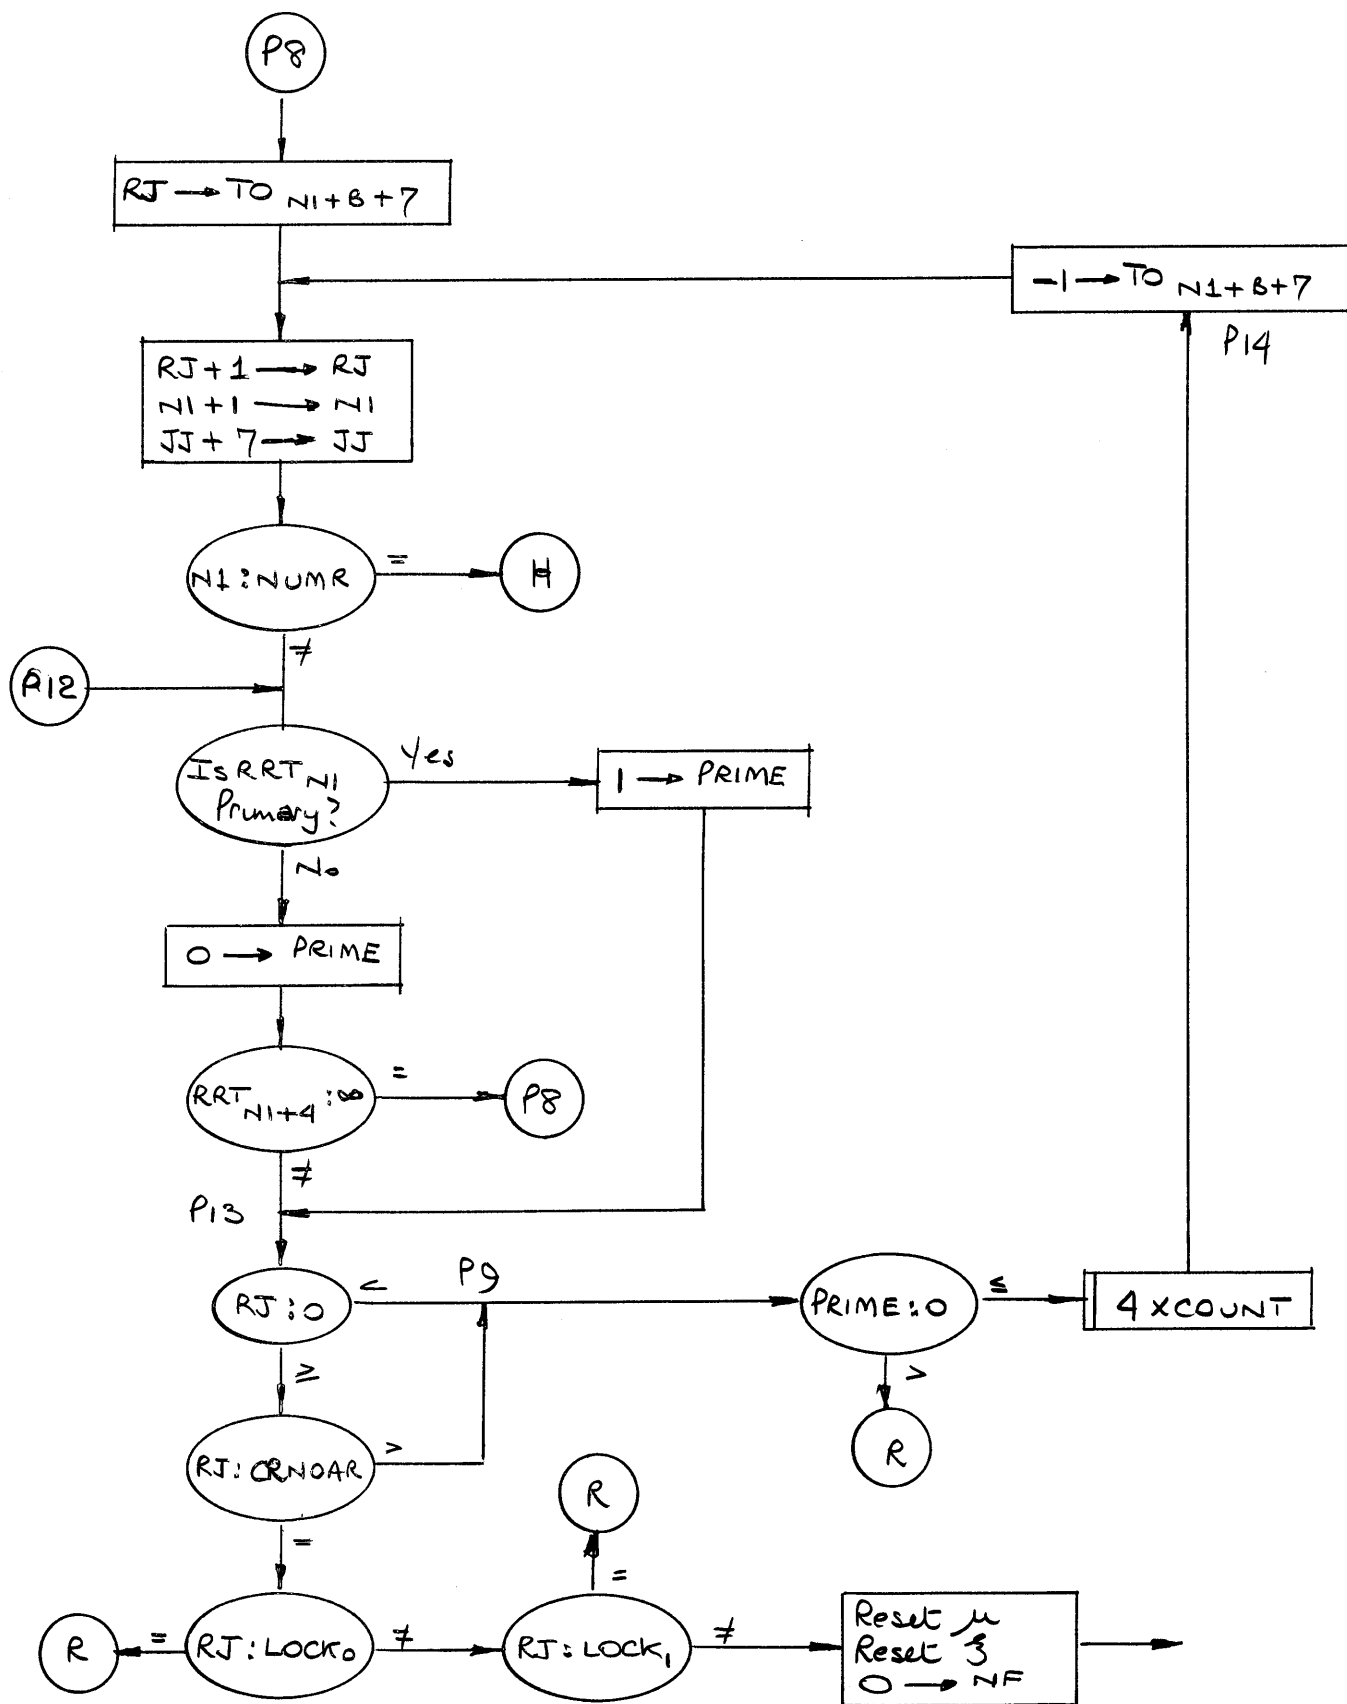 P8
RJ → TO N1+B+7
-1 → TO N1+B+7
P14
RJ+1 → RJ
N1+1 → N1
JJ+7 → JJ
N1:NUMR
=
H
≠
P12
Is RRT N1
Primary?
Yes
1 → PRIME
No
0 → PRIME
RRT N1+4 :∞
=
P8
≠
P13
RJ:0
<
P9
PRIME:0
≤
4 XCOUNT
≥
>
R
RJ:CRNOAR
>
R
=
=
R
=
RJ:LOCK₀
≠
RJ:LOCK₁
≠
Reset μ
Reset ξ
0 → NF